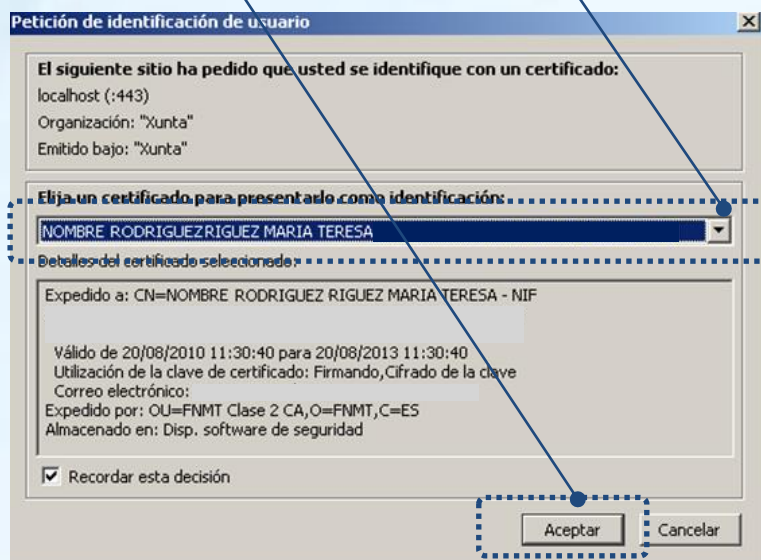 Petición de identificación de usuario
El siguiente sitio ha pedido que usted se identifique con un certificado:
localhost (:443)
Organización: "Xunta"
Emitido bajo: "Xunta"
Elija un certificado para presentarlo como identificación:
NOMBRE RODRIGUEZRIGUEZ MARIA TERESA
Detalles del certificado seleccionado:
Expedido a: CN=NOMBRE RODRIGUEZ RIGUEZ MARIA TERESA - NIF
Válido de 20/08/2010 11:30:40 para 20/08/2013 11:30:40
Utilización de la clave de certificado: Firmando,Cifrado de la clave
Correo electrónico:
Expedido por: OU=FNMT Clase 2 CA,O=FNMT,C=ES
Almacenado en: Disp. software de seguridad
Recordar esta decisión
Aceptar Cancelar